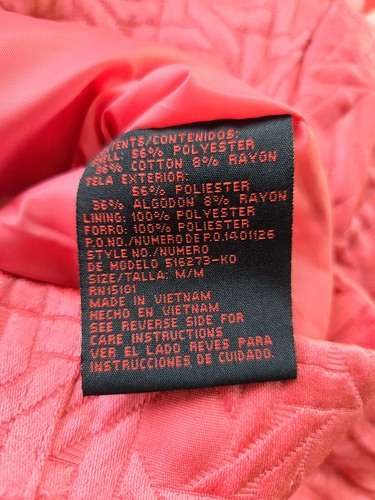 TENTS/CONTENIDOS:
SHELL: 56% POLYESTER
36% COTTON 8% RAYON
TELA EXTERIOR:
56% POLIESTER
36% ALGODON 8% RAYON
LINING: 100% POLYESTER
FORRO: 100% POLIESTER
P.O.NO./NUMERO DE P.O.1401126
STYLE NO./NUMERO
DE MODELO 516273-KO
SIZE/TALLA: M/M
RN15101
MADE IN VIETNAM
HECHO EN VIETNAM
SEE REVERSE SIDE FOR
CARE INSTRUCTIONS
VER EL LADO REVES PARA
INSTRUCCIONES DE CUIDADO.